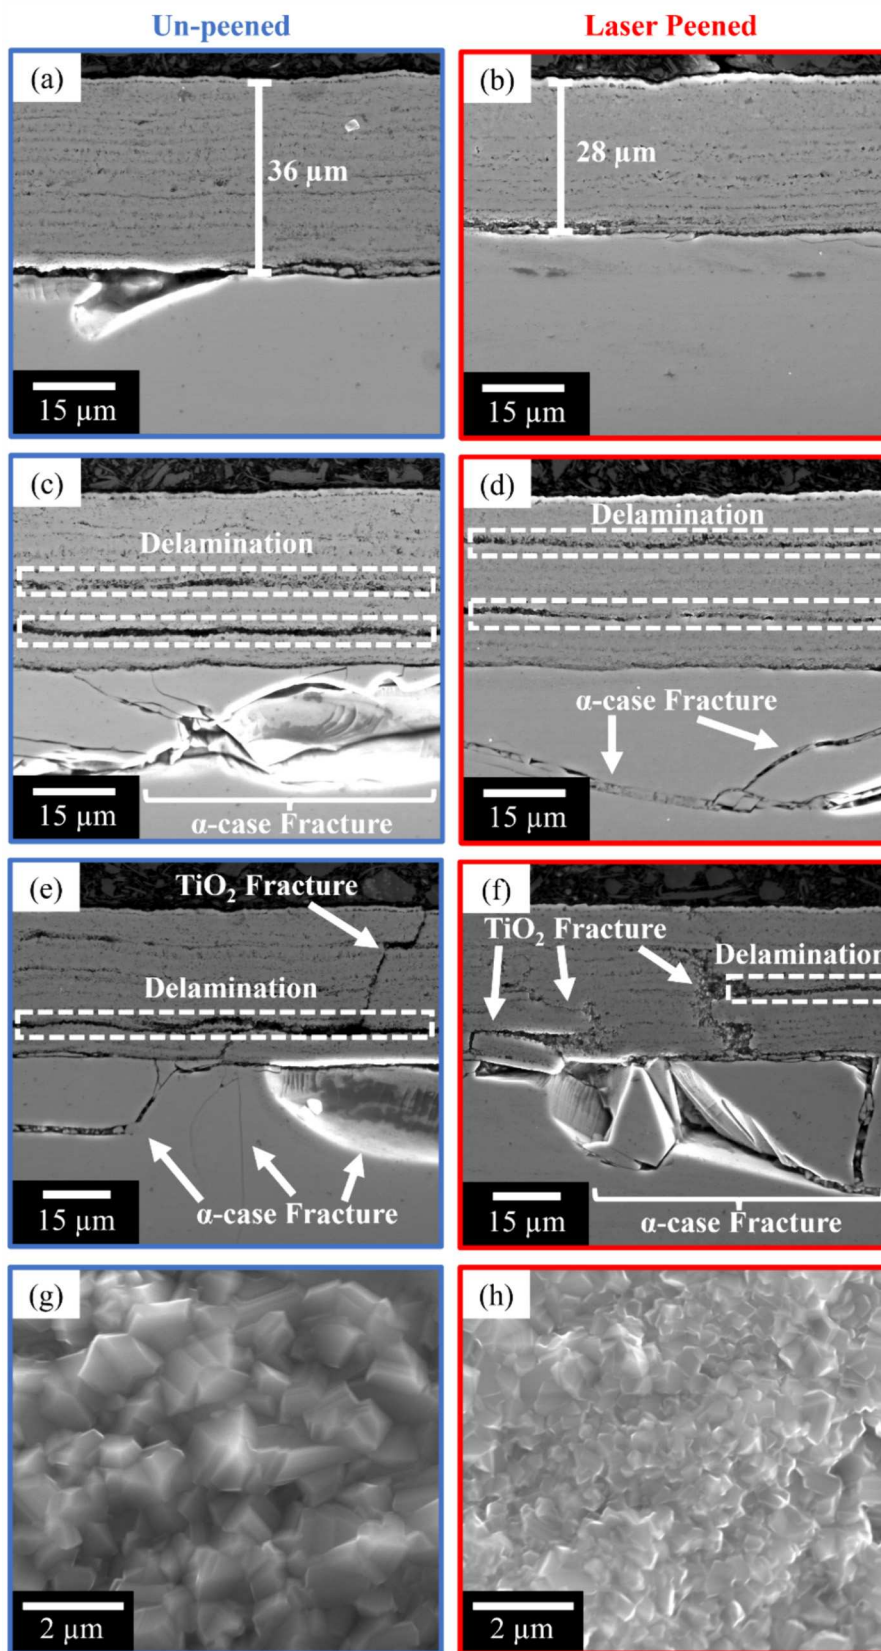 Un-peened
Laser Peened
(a)
36 μm
15 μm
(b)
28 μm
15 μm
(c)
Delamination
15 μm
α-case Fracture
(d)
Delamination
α-case Fracture
15 μm
(e)
TiO₂ Fracture
Delamination
15 μm
α-case Fracture
(f)
TiO₂ Fracture
Delamination
15 μm
α-case Fracture
(g)
2 μm
(h)
2 μm